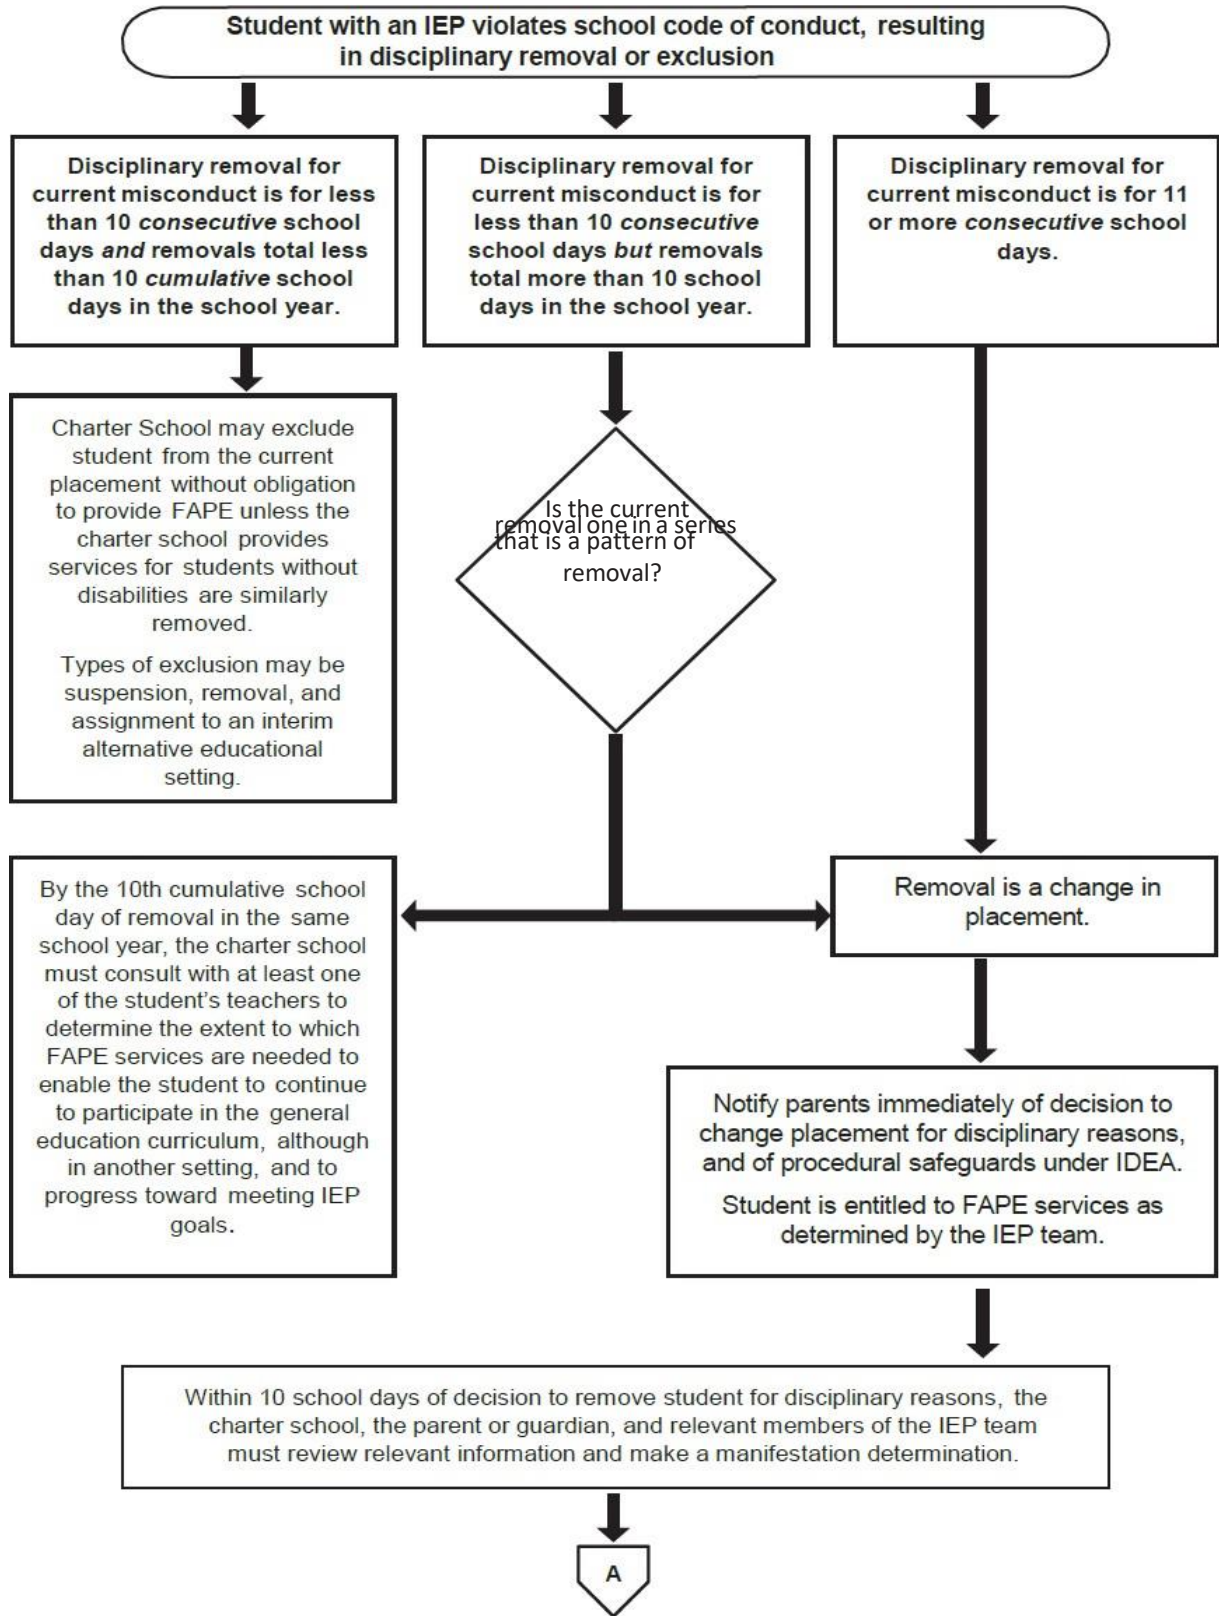 Student with an IEP violates school code of conduct, resulting
in disciplinary removal or exclusion
Disciplinary removal for
current misconduct is for less
than 10 consecutive school
days and removals total less
than 10 cumulative school
days in the school year.
Disciplinary removal for
current misconduct is for
less than 10 consecutive
school days but removals
total more than 10 school
days in the school year.
Disciplinary removal for
current misconduct is for 11
or more consecutive school
days.
Charter School may exclude
student from the current
placement without obligation
to provide FAPE unless the
charter school provides
services for students without
disabilities are similarly
removed.
Types of exclusion may be
suspension, removal, and
assignment to an interim
alternative educational
setting.
Is the current
removal one in a series
that is a pattern of
removal?
By the 10th cumulative school
day of removal in the same
school year, the charter school
must consult with at least one
of the student's teachers to
determine the extent to which
FAPE services are needed to
enable the student to continue
to participate in the general
education curriculum, although
in another setting, and to
progress toward meeting IEP
goals.
Removal is a change in
placement.
Notify parents immediately of decision to
change placement for disciplinary reasons,
and of procedural safeguards under IDEA.
Student is entitled to FAPE services as
determined by the IEP team.
Within 10 school days of decision to remove student for disciplinary reasons, the
charter school, the parent or guardian, and relevant members of the IEP team
must review relevant information and make a manifestation determination.
A